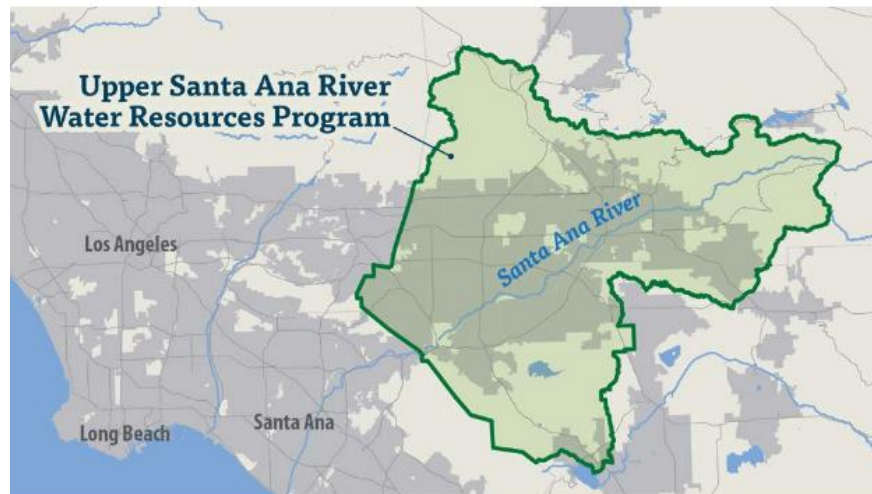 Upper Santa Ana River
Water Resources Program
Santa Ana River
Los Angeles
Long Beach
Santa Ana